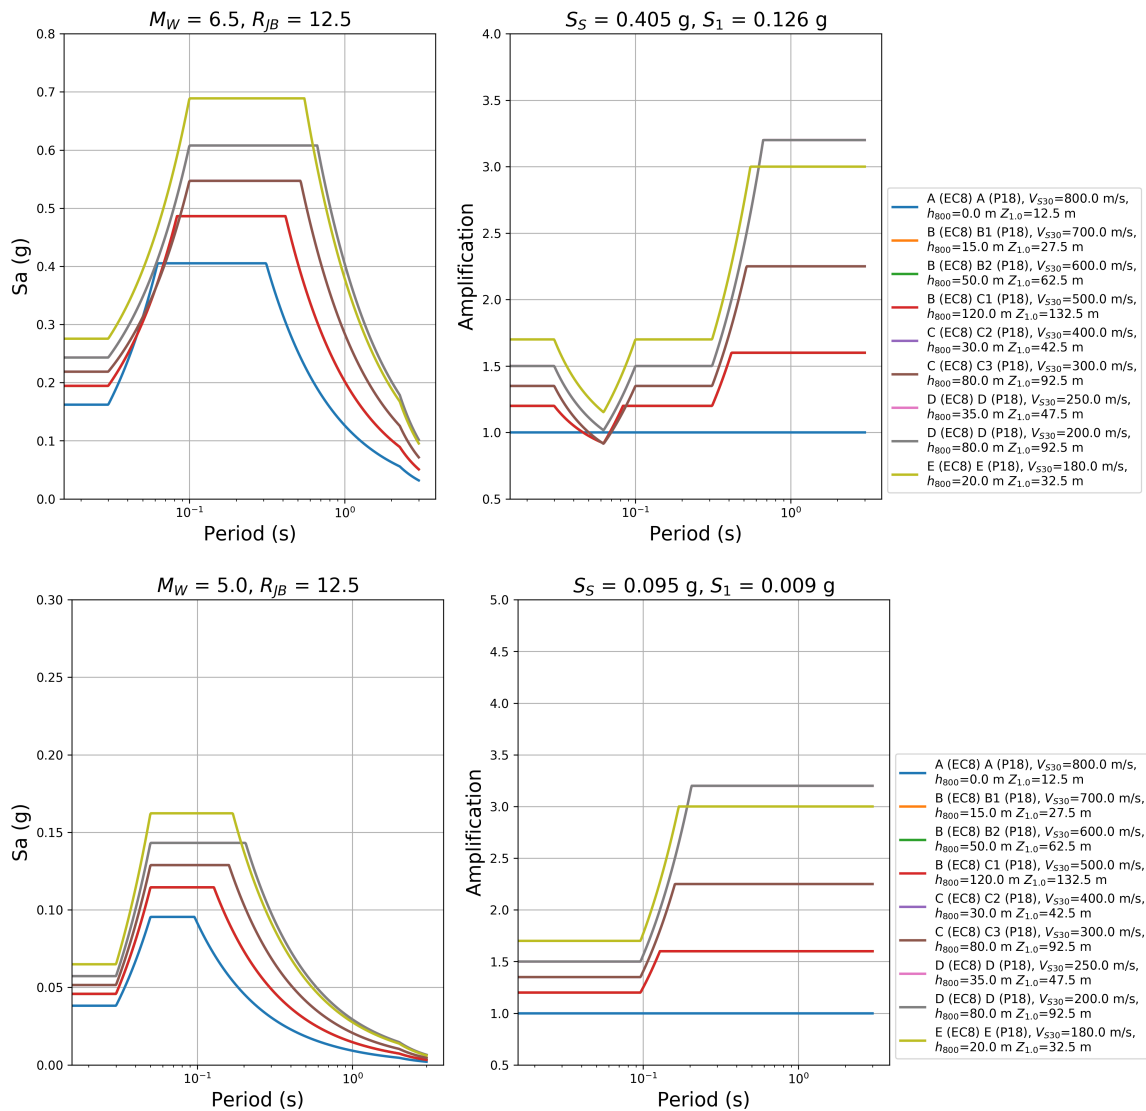 M_W = 6.5, R_JB = 12.5
0.8
0.7
0.6
0.5
0.4
0.3
0.2
0.1
0.0
Sa (g)
10⁻¹ 10⁰
Period (s)
S_S = 0.405 g, S_1 = 0.126 g
4.0
3.5
3.0
2.5
2.0
1.5
1.0
0.5
Amplification
10⁻¹ 10⁰
Period (s)
A (EC8) A (P18), V_S30=800.0 m/s,
h_800=0.0 m Z_1.0=12.5 m
B (EC8) B1 (P18), V_S30=700.0 m/s,
h_800=15.0 m Z_1.0=27.5 m
B (EC8) B2 (P18), V_S30=600.0 m/s,
h_800=50.0 m Z_1.0=62.5 m
B (EC8) C1 (P18), V_S30=500.0 m/s,
h_800=120.0 m Z_1.0=132.5 m
C (EC8) C2 (P18), V_S30=400.0 m/s,
h_800=30.0 m Z_1.0=42.5 m
C (EC8) C3 (P18), V_S30=300.0 m/s,
h_800=80.0 m Z_1.0=92.5 m
D (EC8) D (P18), V_S30=250.0 m/s,
h_800=35.0 m Z_1.0=47.5 m
D (EC8) D (P18), V_S30=200.0 m/s,
h_800=80.0 m Z_1.0=92.5 m
E (EC8) E (P18), V_S30=180.0 m/s,
h_800=20.0 m Z_1.0=32.5 m
M_W = 5.0, R_JB = 12.5
0.30
0.25
0.20
0.15
0.10
0.05
0.00
Sa (g)
10⁻¹ 10⁰
Period (s)
S_S = 0.095 g, S_1 = 0.009 g
5.0
4.5
4.0
3.5
3.0
2.5
2.0
1.5
1.0
0.5
Amplification
10⁻¹ 10⁰
Period (s)
A (EC8) A (P18), V_S30=800.0 m/s,
h_800=0.0 m Z_1.0=12.5 m
B (EC8) B1 (P18), V_S30=700.0 m/s,
h_800=15.0 m Z_1.0=27.5 m
B (EC8) B2 (P18), V_S30=600.0 m/s,
h_800=50.0 m Z_1.0=62.5 m
B (EC8) C1 (P18), V_S30=500.0 m/s,
h_800=120.0 m Z_1.0=132.5 m
C (EC8) C2 (P18), V_S30=400.0 m/s,
h_800=30.0 m Z_1.0=42.5 m
C (EC8) C3 (P18), V_S30=300.0 m/s,
h_800=80.0 m Z_1.0=92.5 m
D (EC8) D (P18), V_S30=250.0 m/s,
h_800=35.0 m Z_1.0=47.5 m
D (EC8) D (P18), V_S30=200.0 m/s,
h_800=80.0 m Z_1.0=92.5 m
E (EC8) E (P18), V_S30=180.0 m/s,
h_800=20.0 m Z_1.0=32.5 m